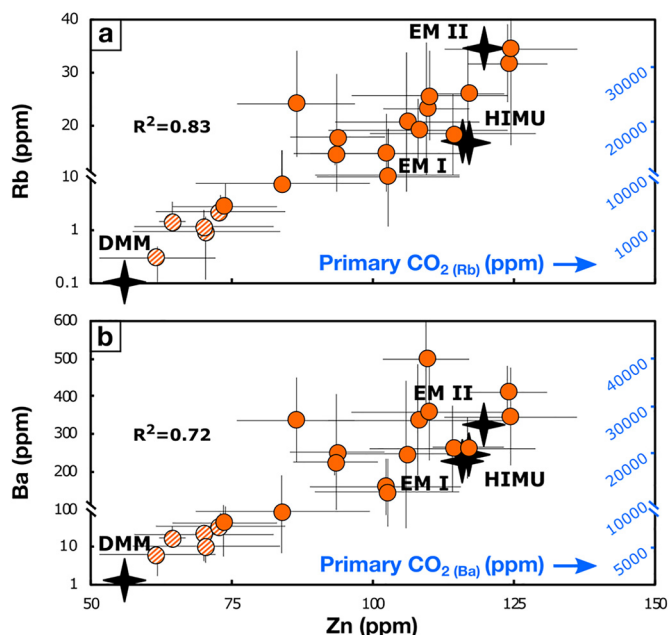 a
40
30
20
10
1
0.1
Rb (ppm)
R²=0.83
EM II
HIMU
EM I
DMM
30000
20000
10000
1000
Primary CO₂ (Rb) (ppm)
b
600
500
400
300
200
100
10
1
Ba (ppm)
R²=0.72
EM II
HIMU
EM I
DMM
40000
30000
20000
10000
5000
Primary CO₂ (Ba) (ppm)
50
75
100
125
150
Zn (ppm)